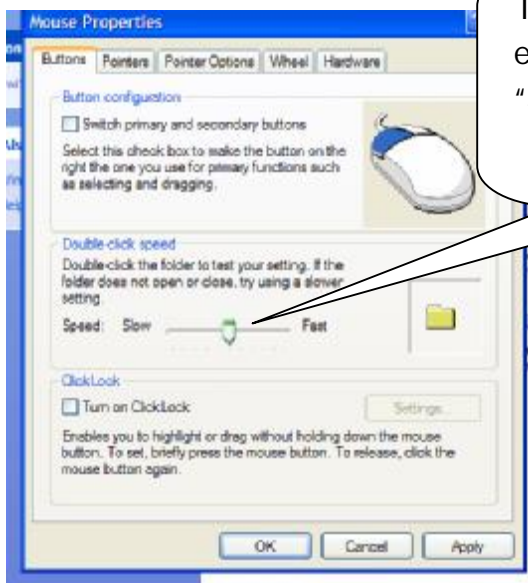 Mouse Properties
Buttons Pointers Pointer Options Wheel Hardware
Button configuration
Switch primary and secondary buttons
Select this check box to make the button on the
right the one you use for primary functions such
as selecting and dragging.
Double-click speed
Double-click the folder to test your setting. If the
folder does not open or close, try using a slower
setting.
Speed: Slow Fast
ClickLock
Turn on ClickLock
Settings...
Enables you to highlight or drag without holding down the mouse
button. To set, briefly press the mouse button. To release, click the
mouse button again.
OK Cancel Apply